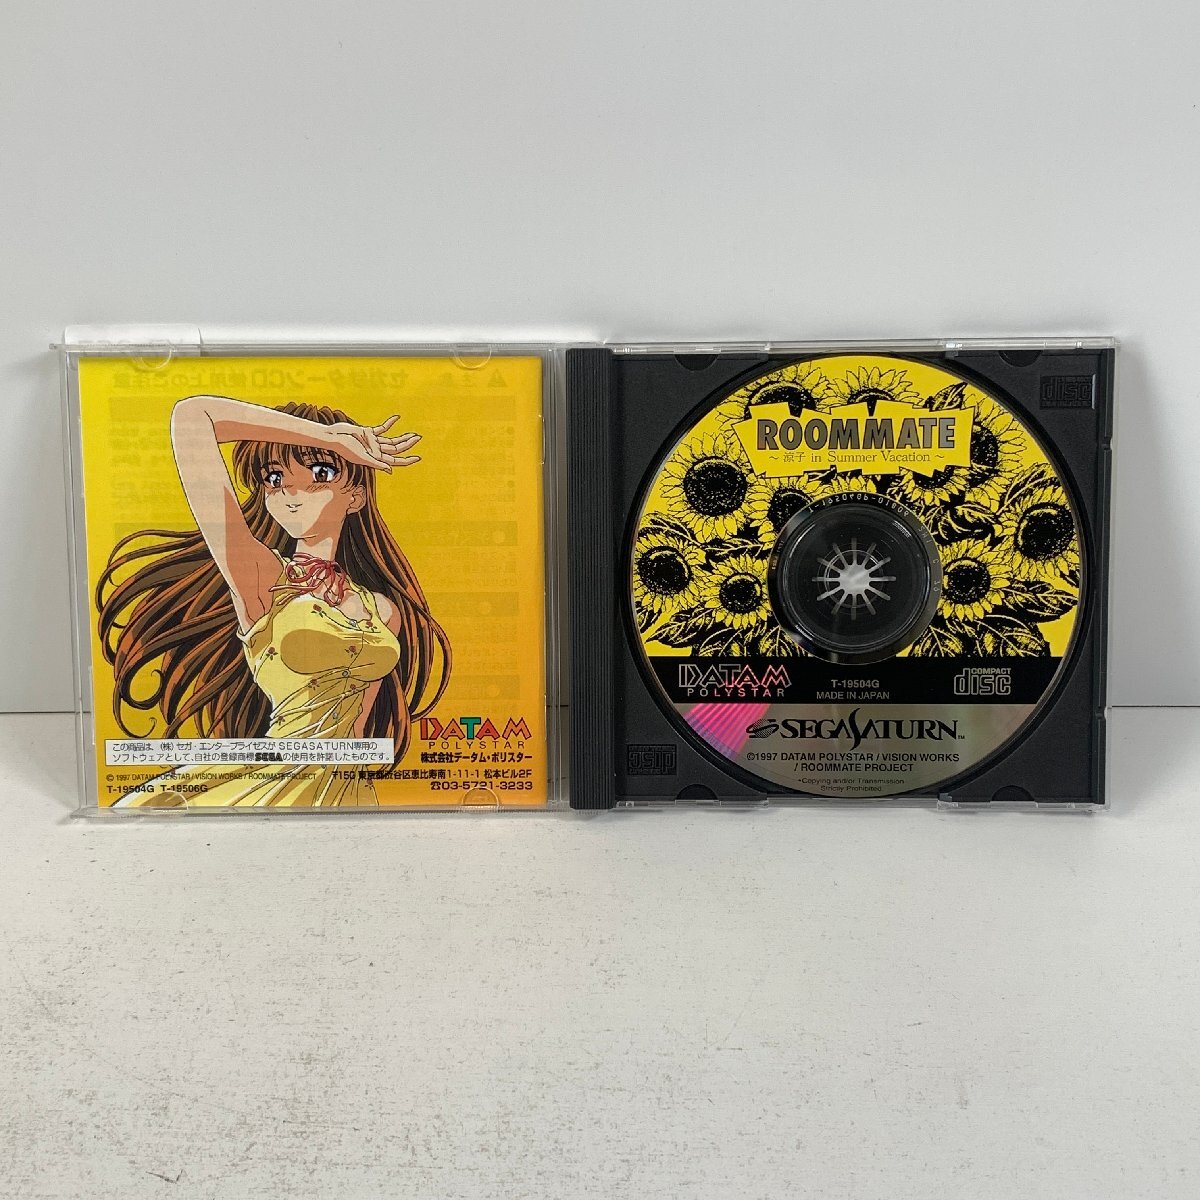 DATAM
POLYSTAR
株式会社データム・ポリスター
この商品は、(株)セガ・エンタープライゼスがSEGASATURN専用の
ソフトウェアとして、自社の登録商標SEGAの使用を許諾したものです。
©1997 DATAM POLYSTAR / VISION WORKS / ROOMMATE PROJECT
〒150 東京都渋谷区恵比寿南1-11-1 松本ビル2F
T-19504G T-19506G
☎03-5721-3233
ROOMMATE
~ 涼子 in Summer Vacation ~
DATAM
POLYSTAR
T-19504G
MADE IN JAPAN
COMPACT
disc
SEGASATURN™
©1997 DATAM POLYSTAR / VISION WORKS
/ ROOMMATE PROJECT
•Copying and/or Transmission
Strictly Prohibited.
disc
disc